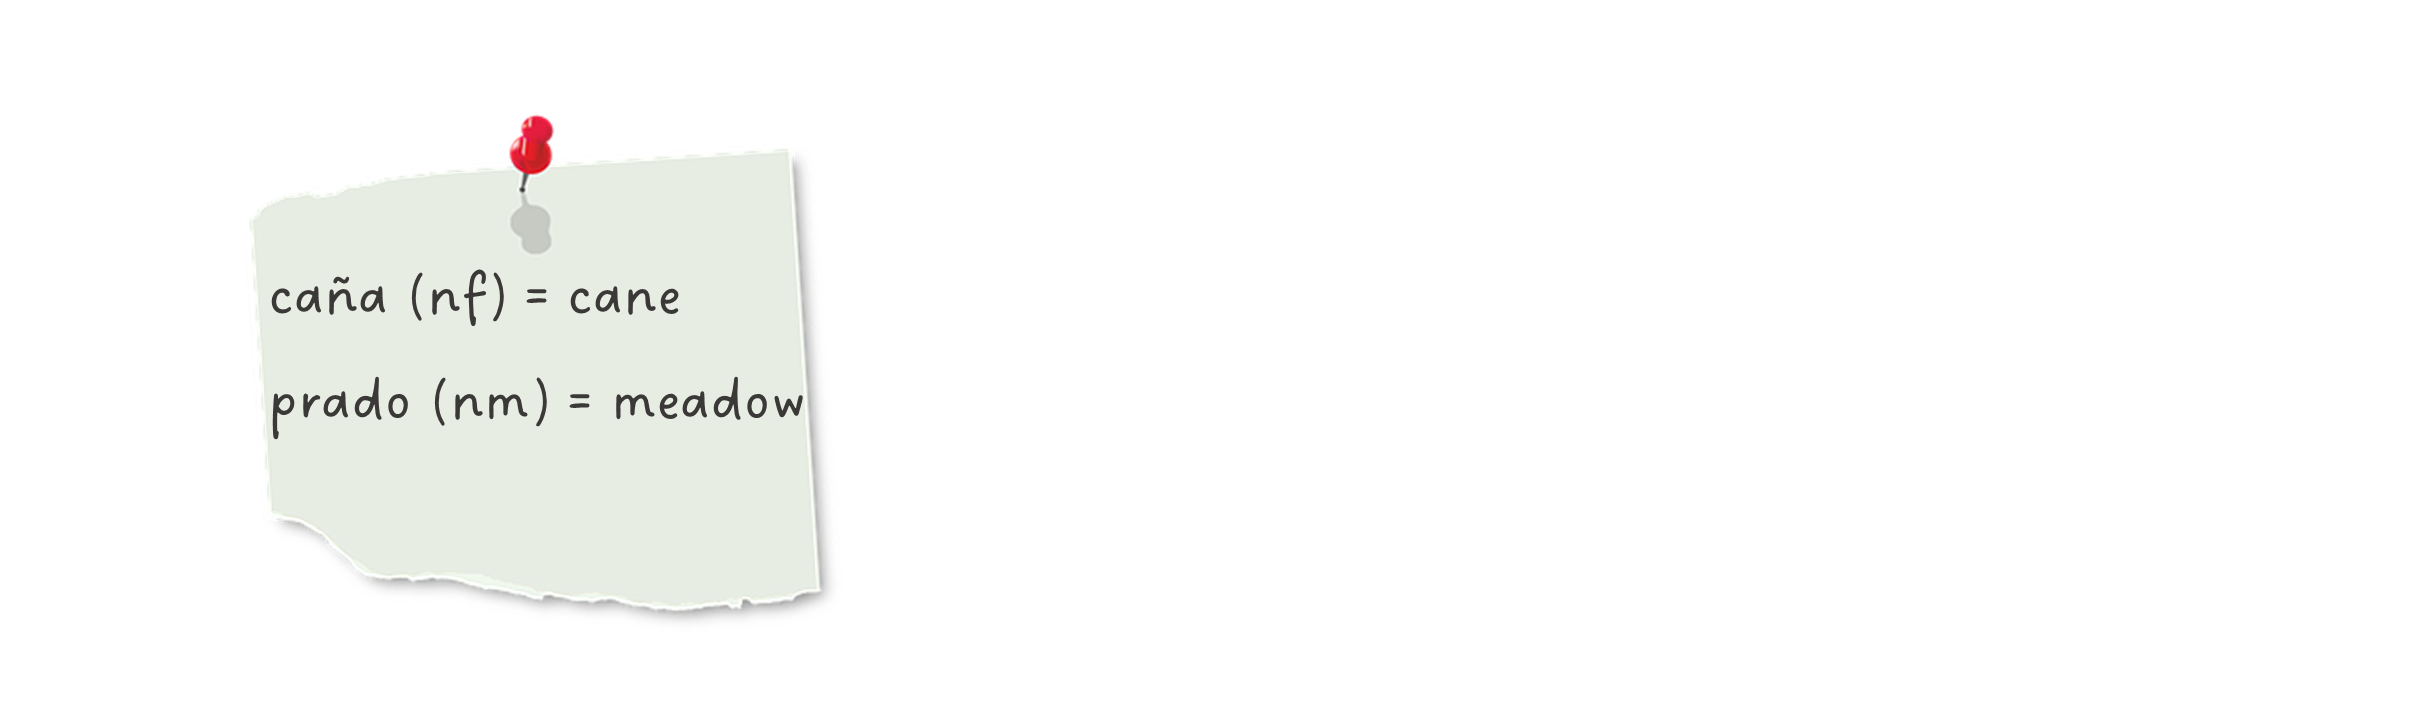 caña (nf) = cane
prado (nm) = meadow